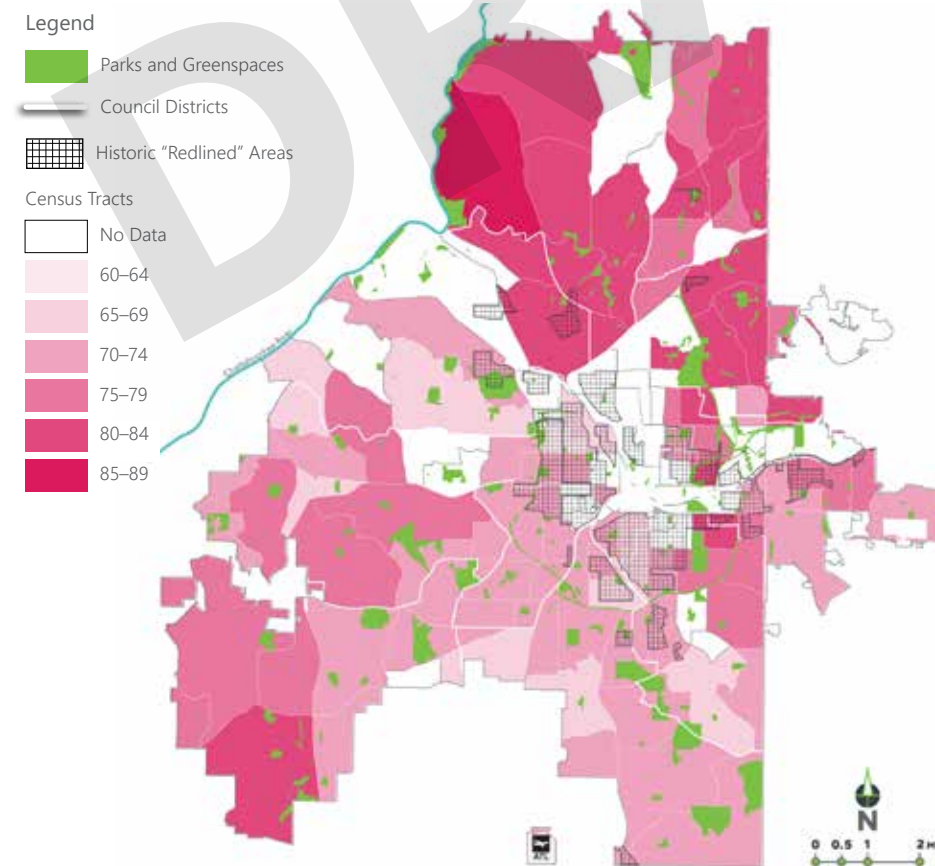 Legend
Parks and Greenspaces
Council Districts
Historic “Redlined” Areas
Census Tracts
No Data
60–64
65–69
70–74
75–79
80–84
85–89
ATL
N
0 0.5 1 2